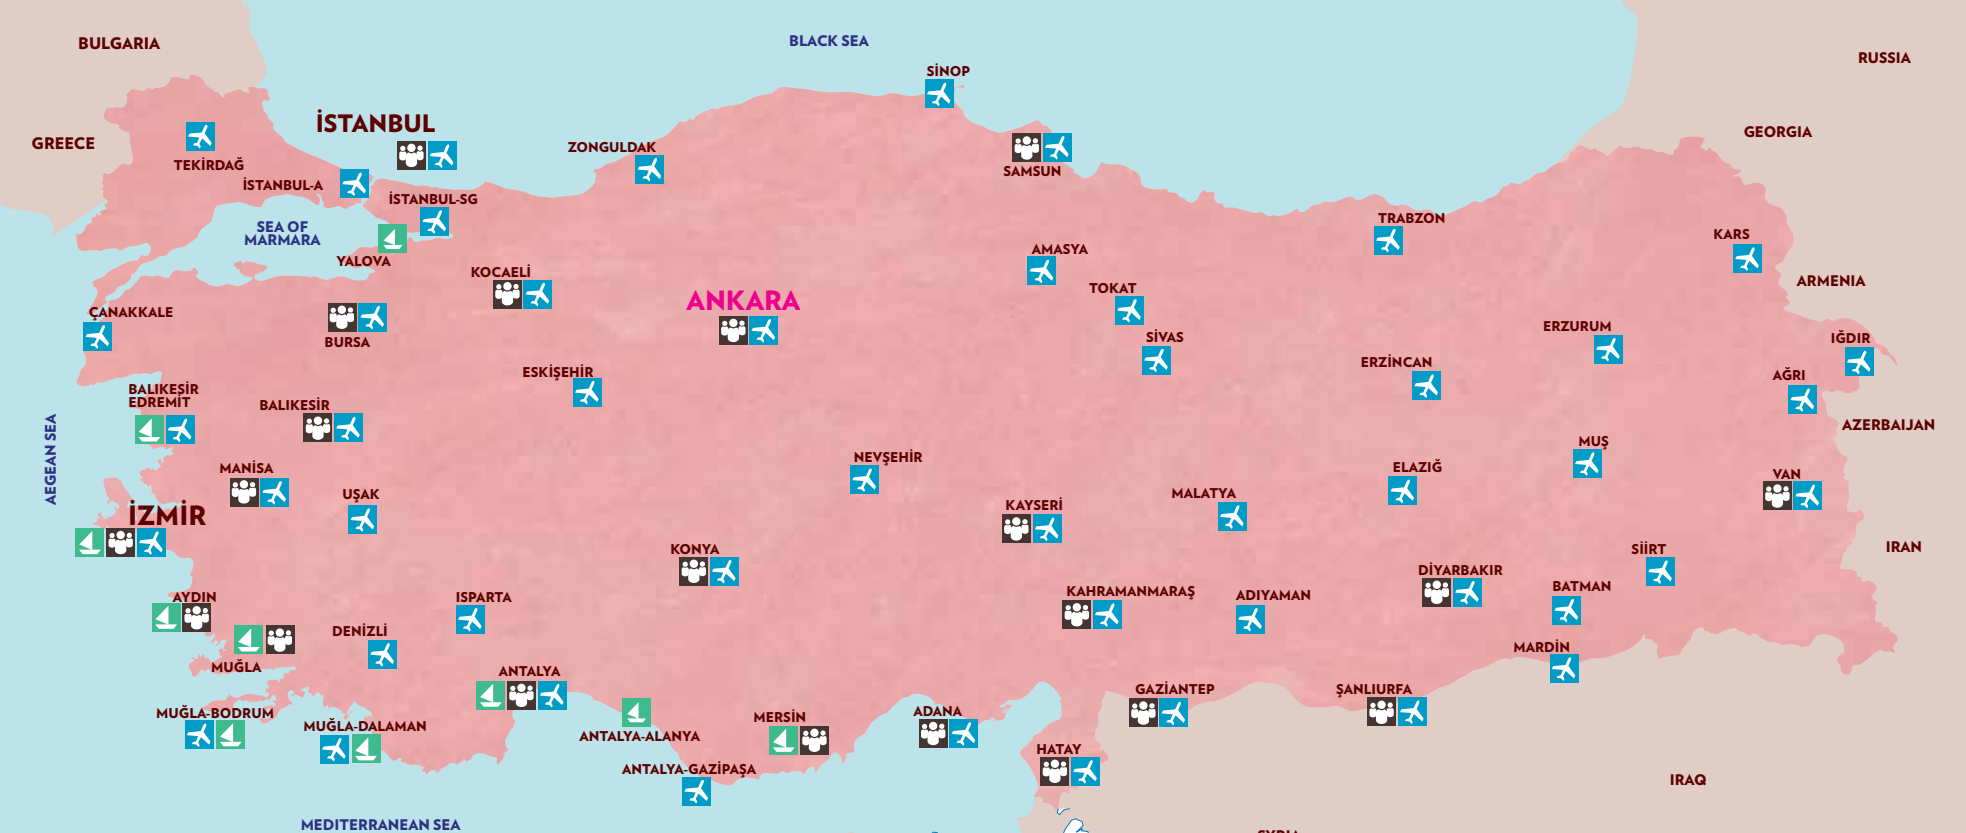 BLACK SEA
BULGARIA
RUSSIA
SİNOP
İSTANBUL
GEORGIA
GREECE
ZONGULDAK
TEKİRDAĞ
SAMSUN
İSTANBUL-A
İSTANBUL-SG
TRABZON
SEA OF
MARMARA
KARS
AMASYA
YALOVA
KOCAELİ
ARMENIA
TOKAT
ANKARA
ÇANAKKALE
ERZURUM
SİVAS
IĞDIR
BURSA
ERZİNCAN
ESKİŞEHİR
AĞRI
BALIKESİR
EDREMİT
BALIKESİR
AZERBAIJAN
AEGEAN SEA
MUŞ
NEVŞEHİR
MANİSA
ELAZIĞ
VAN
UŞAK
MALATYA
KAYSERİ
İZMİR
KONYA
SİİRT
IRAN
DİYARBAKIR
BATMAN
KAHRAMANMARAŞ
ADIYAMAN
AYDIN
ISPARTA
DENİZLİ
MARDİN
MUĞLA
ANTALYA
GAZİANTEP
ŞANLIURFA
MUĞLA-BODRUM
ADANA
MERSİN
MUĞLA-DALAMAN
ANTALYA-ALANYA
HATAY
ANTALYA-GAZİPAŞA
IRAQ
MEDITERRANEAN SEA